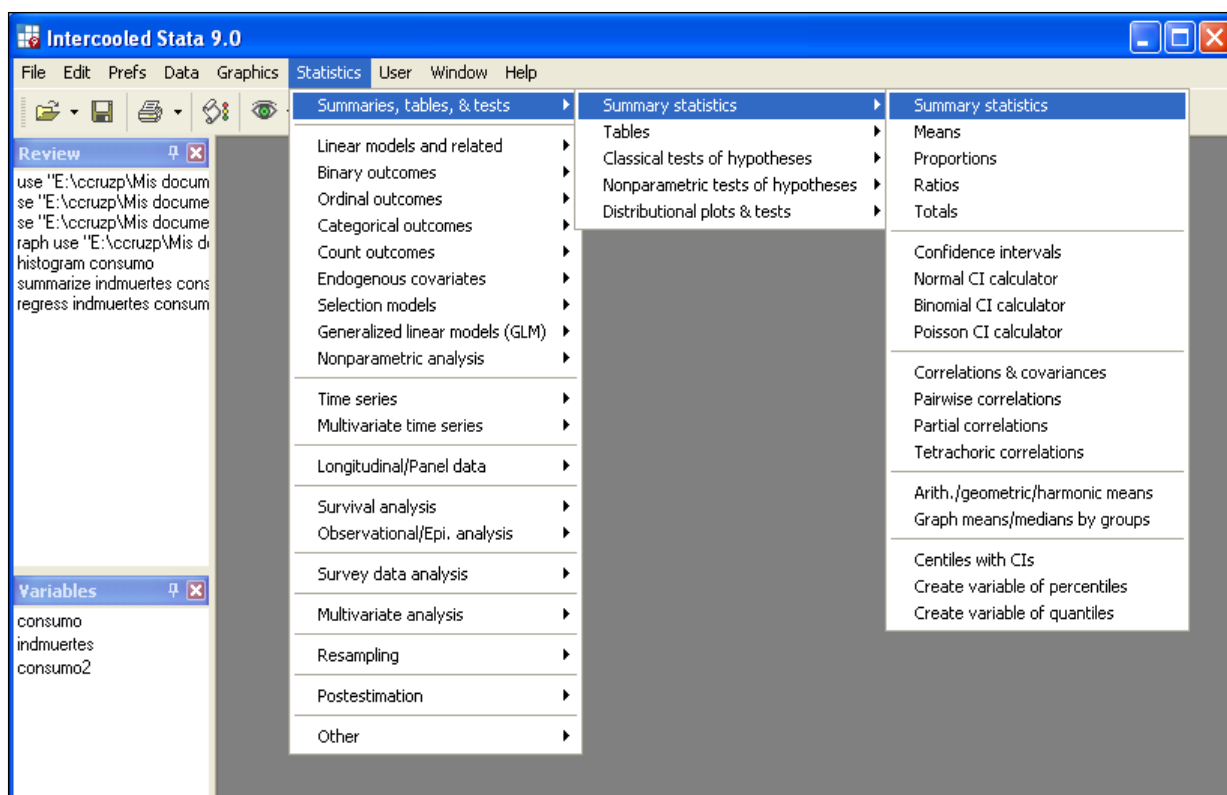 Intercooled Stata 9.0
File Edit Prefs Data Graphics Statistics User Window Help
Review
use "E:\ccruzp\Mis docum
se "E:\ccruzp\Mis docume
se "E:\ccruzp\Mis docume
raph use "E:\ccruzp\Mis d
histogram consumo
summarize indmuertes cons
regress indmuertes consum
Variables
consumo
indmuertes
consumo2
Summaries, tables, & tests
Linear models and related
Binary outcomes
Ordinal outcomes
Categorical outcomes
Count outcomes
Endogenous covariates
Selection models
Generalized linear models (GLM)
Nonparametric analysis
Time series
Multivariate time series
Longitudinal/Panel data
Survival analysis
Observational/Epi. analysis
Survey data analysis
Multivariate analysis
Resampling
Postestimation
Other
Summary statistics
Tables
Classical tests of hypotheses
Nonparametric tests of hypotheses
Distributional plots & tests
Summary statistics
Means
Proportions
Ratios
Totals
Confidence intervals
Normal CI calculator
Binomial CI calculator
Poisson CI calculator
Correlations & covariances
Pairwise correlations
Partial correlations
Tetrachoric correlations
Arith./geometric/harmonic means
Graph means/medians by groups
Centiles with CIs
Create variable of percentiles
Create variable of quantiles